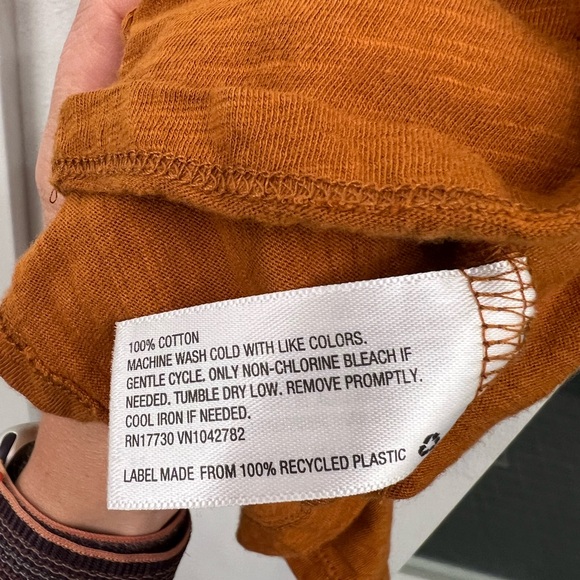 100% COTTON
MACHINE WASH COLD WITH LIKE COLORS.
GENTLE CYCLE. ONLY NON-CHLORINE BLEACH IF
NEEDED. TUMBLE DRY LOW. REMOVE PROMPTLY.
COOL IRON IF NEEDED.
RN17730 VN1042782
LABEL MADE FROM 100% RECYCLED PLASTIC